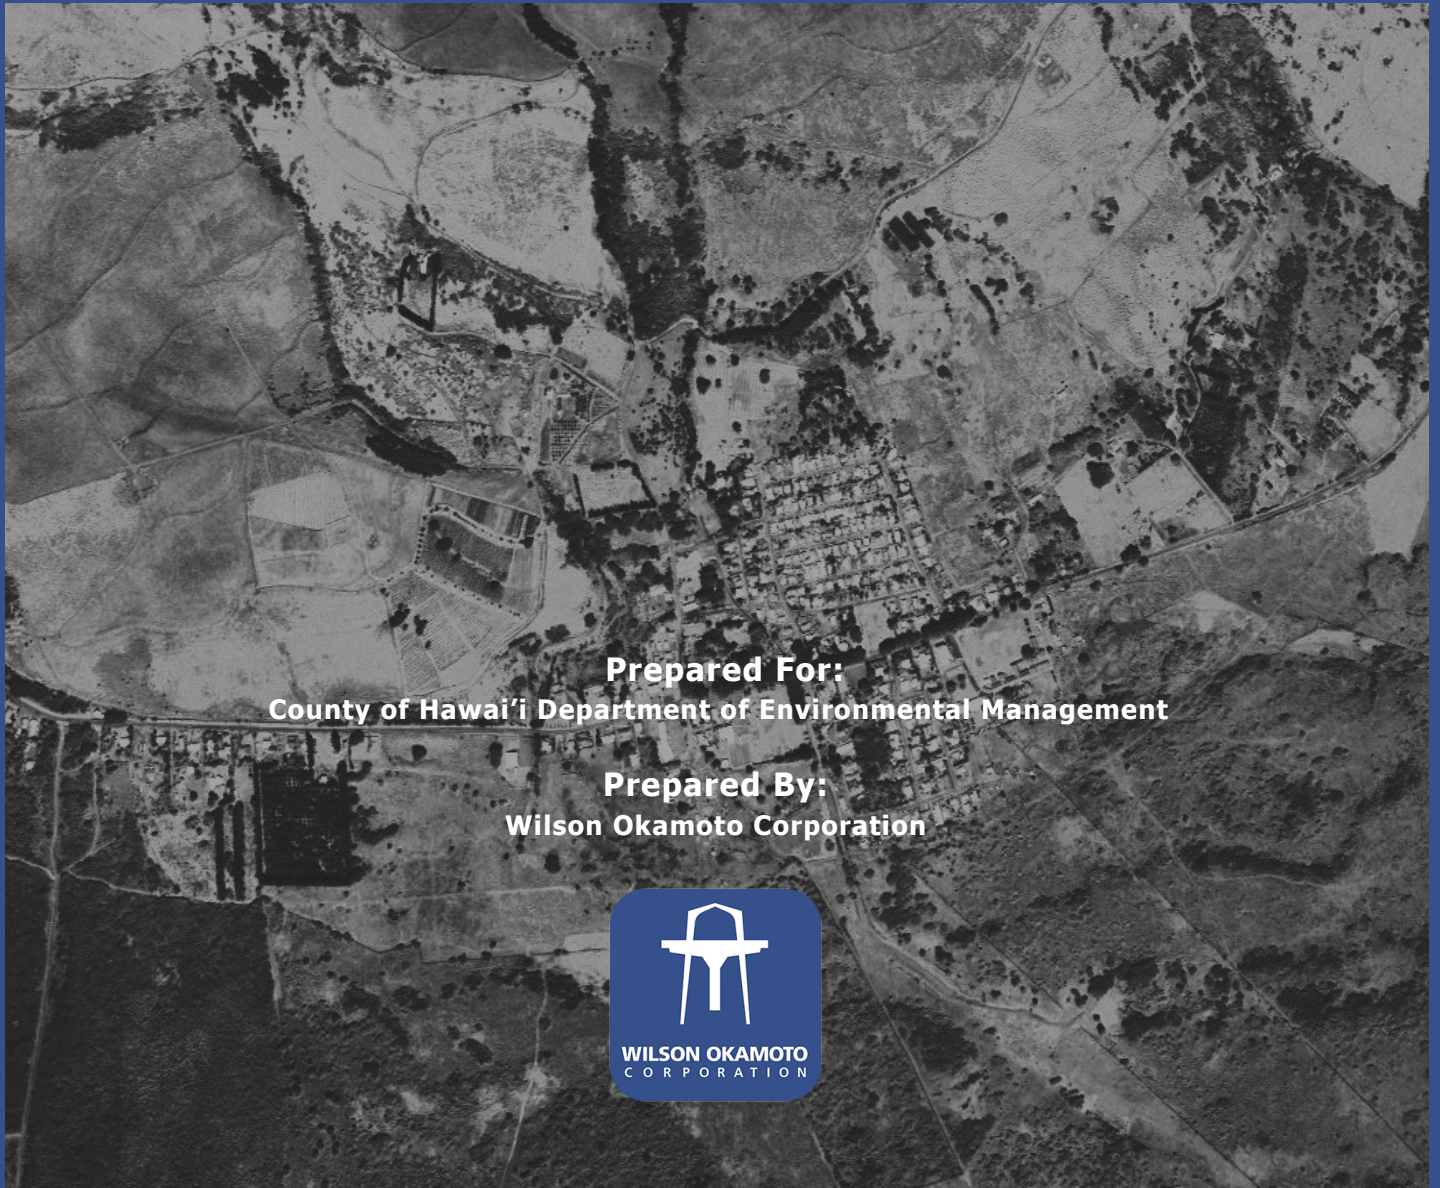 Prepared For:
County of Hawai’i Department of Environmental Management
Prepared By:
Wilson Okamoto Corporation
WILSON OKAMOTO
CORPORATION